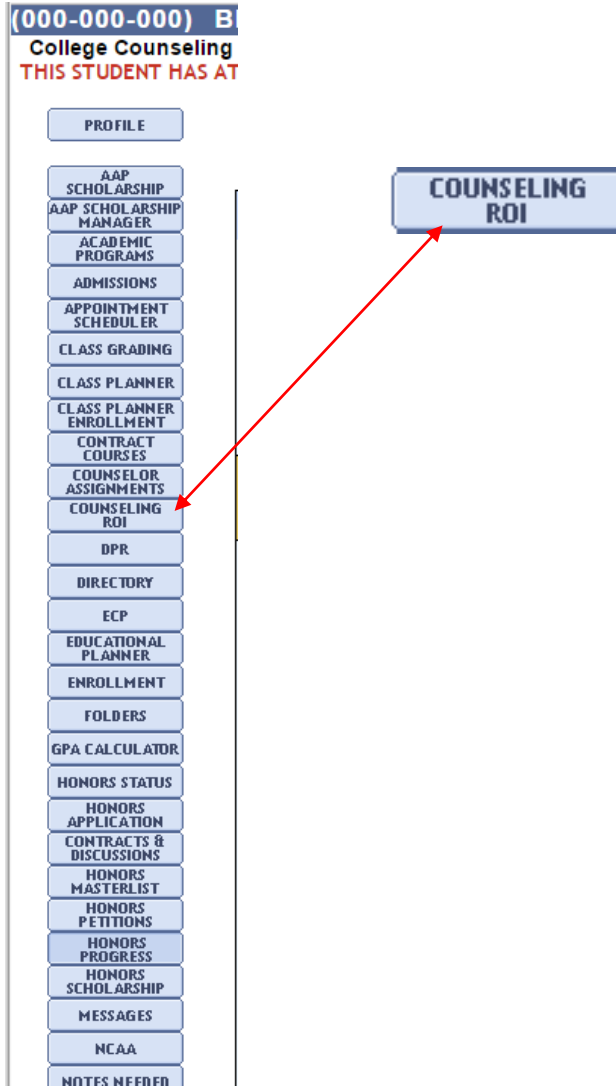 (000-000-000) B
College Counseling
THIS STUDENT HAS AT
PROFILE
AAP
SCHOLARSHIP
AAP SCHOLARSHIP
MANAGER
ACADEMIC
PROGRAMS
ADMISSIONS
APPOINTMENT
SCHEDULER
CLASS GRADING
CLASS PLANNER
CLASS PLANNER
ENROLLMENT
CONTRACT
COURSES
COUNSELOR
ASSIGNMENTS
COUNSELING
ROI
DPR
DIRECTORY
ECP
EDUCATIONAL
PLANNER
ENROLLMENT
FOLDERS
GPA CALCULATOR
HONORS STATUS
HONORS
APPLICATION
CONTRACTS &
DISCUSSIONS
HONORS
MASTERLIST
HONORS
PETITIONS
HONORS
PROGRESS
HONORS
SCHOLARSHIP
MESSAGES
NCAA
NOTES NEEDED
COUNSELING
ROI